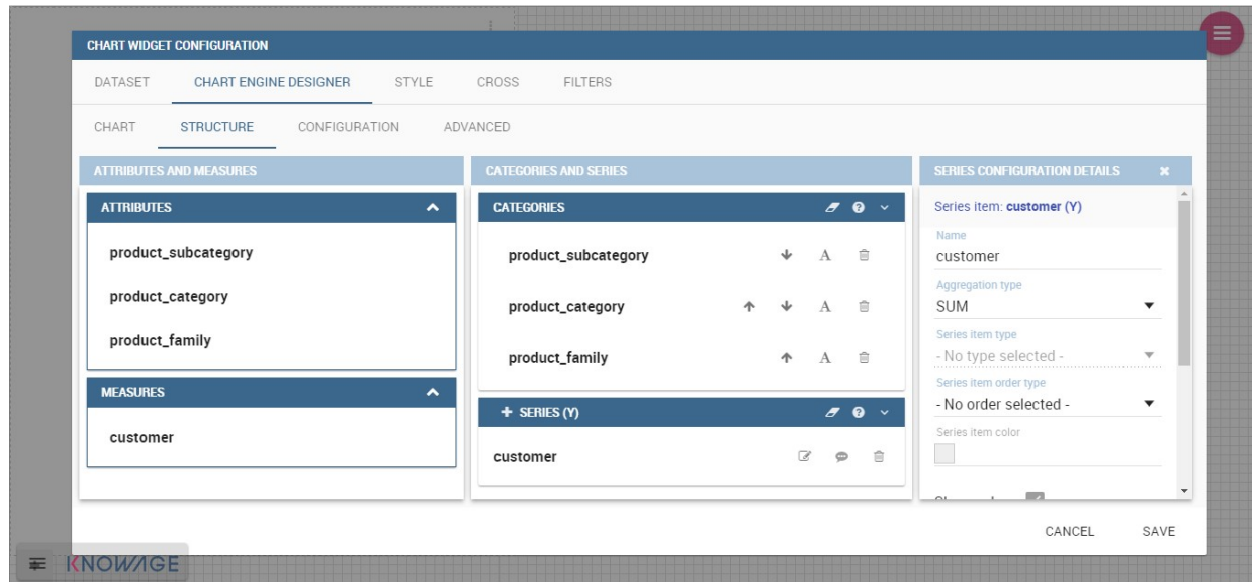 CHART WIDGET CONFIGURATION
DATASET CHART ENGINE DESIGNER STYLE CROSS FILTERS
CHART STRUCTURE CONFIGURATION ADVANCED
ATTRIBUTES AND MEASURES
ATTRIBUTES
product_subcategory
product_category
product_family
MEASURES
customer
CATEGORIES AND SERIES
CATEGORIES
product_subcategory A
product_category A
product_family A
+ SERIES (Y)
customer
SERIES CONFIGURATION DETAILS
Series item: customer (Y)
Name
customer
Aggregation type
SUM
Series item type
- No type selected -
Series item order type
- No order selected -
Series item color
CANCEL SAVE
KNOWAGE